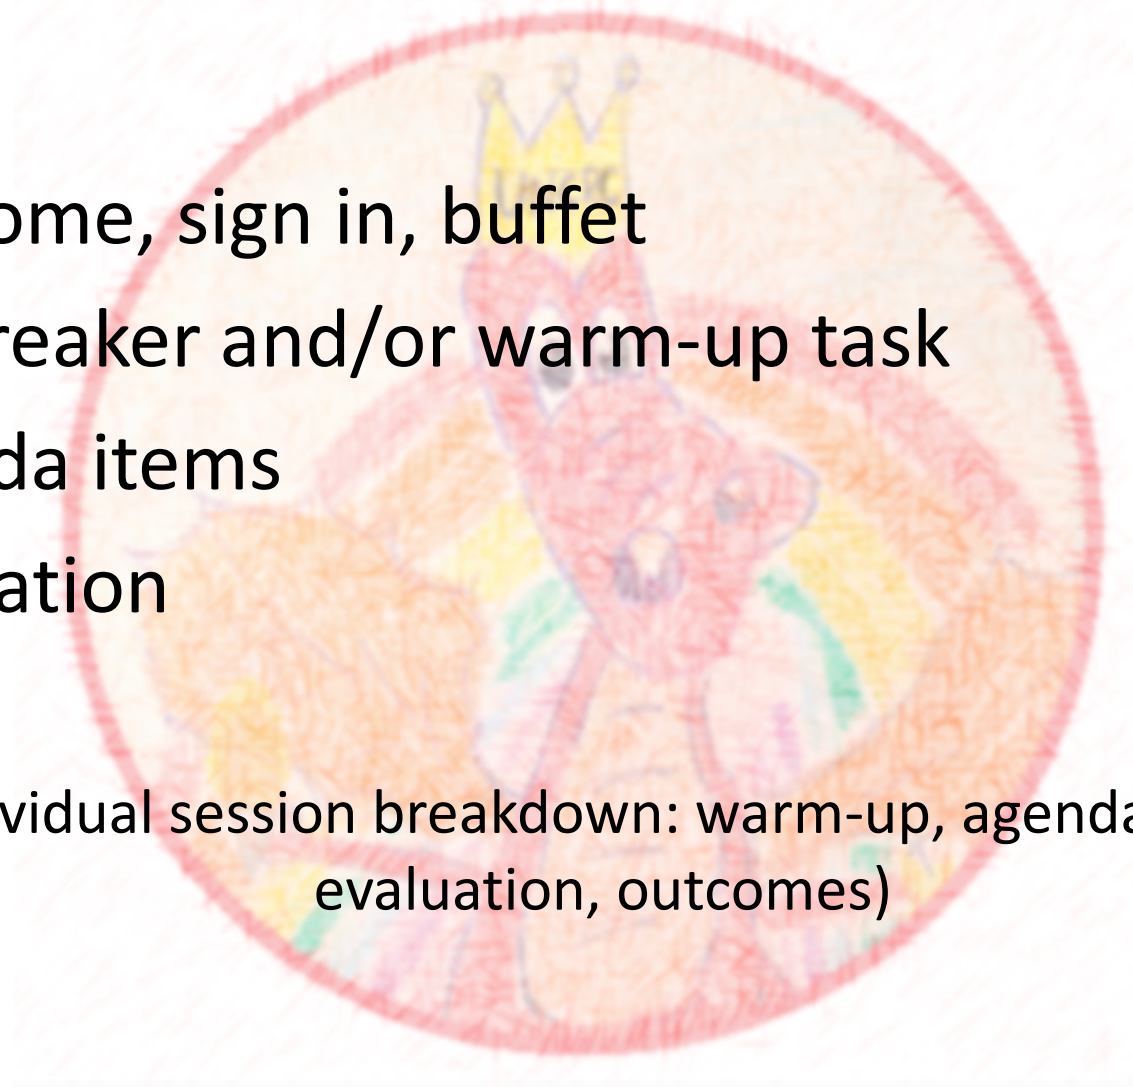 ome, sign in, buffet
reaker and/or warm-up task
da items
ation
vidual session breakdown: warm-up, agenda
evaluation, outcomes)